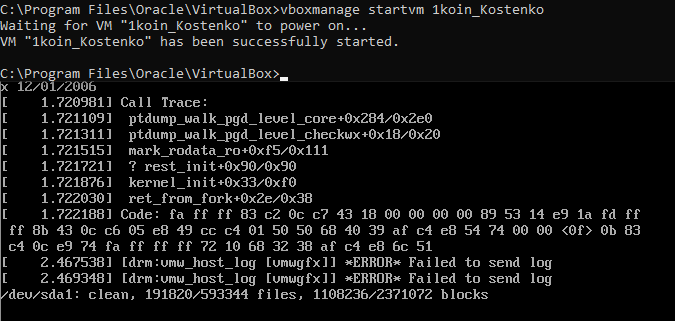 C:\Program Files\Oracle\VirtualBox>vboxmanage startvm 1koin_Kostenko
Waiting for VM "1koin_Kostenko" to power on...
VM "1koin_Kostenko" has been successfully started.
C:\Program Files\Oracle\VirtualBox>
x 12/01/2006
[    1.720981] Call Trace:
[    1.721109]  ptdump_walk_pgd_level_core+0x284/0x2e0
[    1.721311]  ptdump_walk_pgd_level_checkwx+0x18/0x20
[    1.721515]  mark_rodata_ro+0xf5/0x111
[    1.721721]  ? rest_init+0x90/0x90
[    1.721876]  kernel_init+0x33/0xf0
[    1.722030]  ret_from_fork+0x2e/0x38
[    1.722188] Code: fa ff ff 83 c2 0c c7 43 18 00 00 00 00 89 53 14 e9 1a fd ff
ff 8b 43 0c c6 05 e8 49 cc c4 01 50 50 68 40 39 af c4 e8 54 74 00 00 <0f> 0b 83
c4 0c e9 74 fa ff ff ff 72 10 68 32 38 af c4 e8 6c 51
[    2.467538] [drm:vmw_host_log [vmwgfx]] *ERROR* Failed to send log
[    2.469348] [drm:vmw_host_log [vmwgfx]] *ERROR* Failed to send log
/dev/sda1: clean, 191820/593344 files, 1108236/2371072 blocks